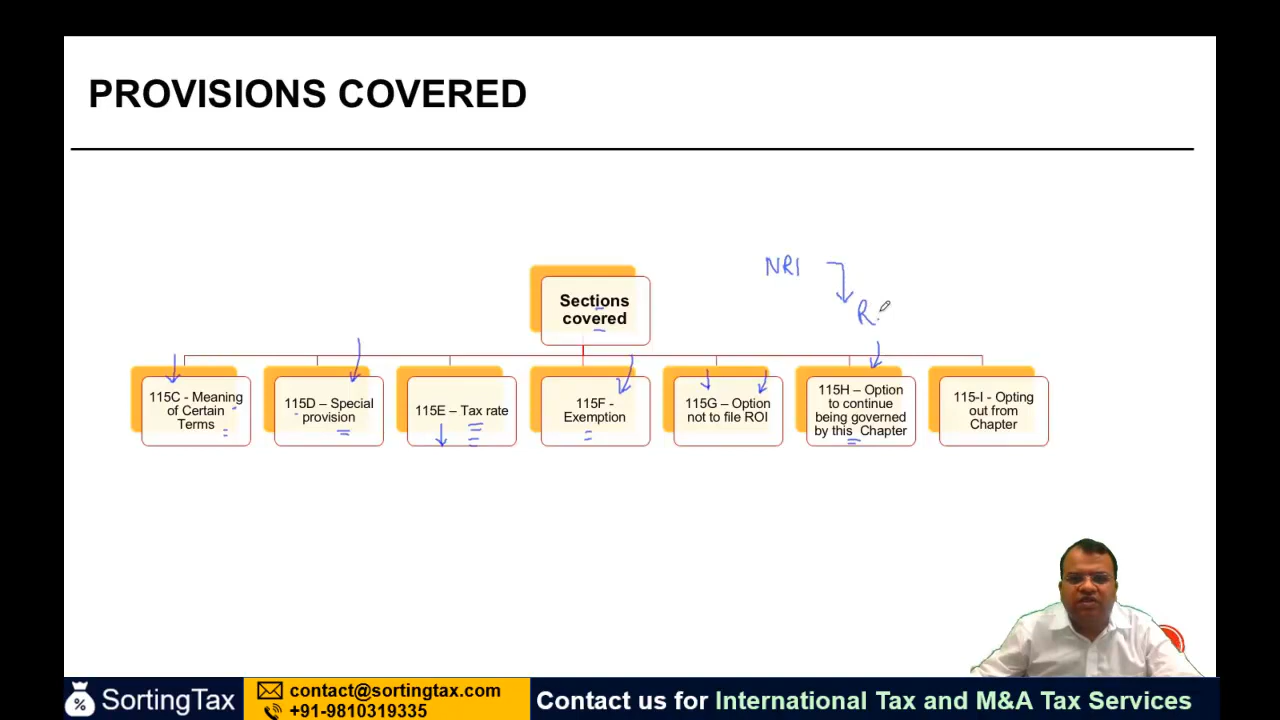 PROVISIONS COVERED
NRI
R.
Sections
covered
115C - Meaning
of Certain
Terms
115D – Special
provision
115E – Tax rate
115F -
Exemption
115G – Option
not to file ROI
115H – Option
to continue
being governed
by this Chapter
115-I - Opting
out from
Chapter
SortingTax
contact@sortingtax.com
+91-9810319335
Contact us for International Tax and M&A Tax Services